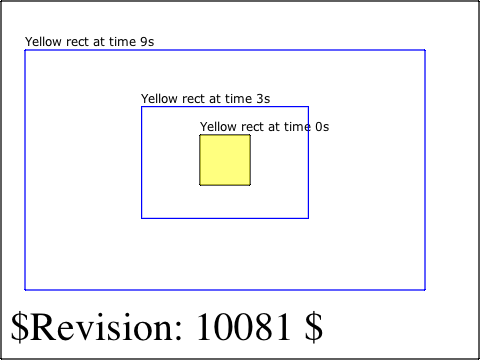 Yellow rect at time 9s
Yellow rect at time 3s
Yellow rect at time 0s
$Revision: 10081 $